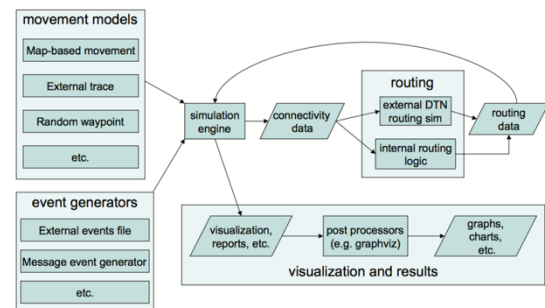 movement models
Map-based movement
External trace
Random waypoint
etc.
event generators
External events file
Message event generator
etc.
simulation
engine
connectivity
data
routing
external DTN
routing sim
internal routing
logic
routing
data
visualization,
reports, etc.
post processors
(e.g. graphviz)
graphs,
charts,
etc.
visualization and results